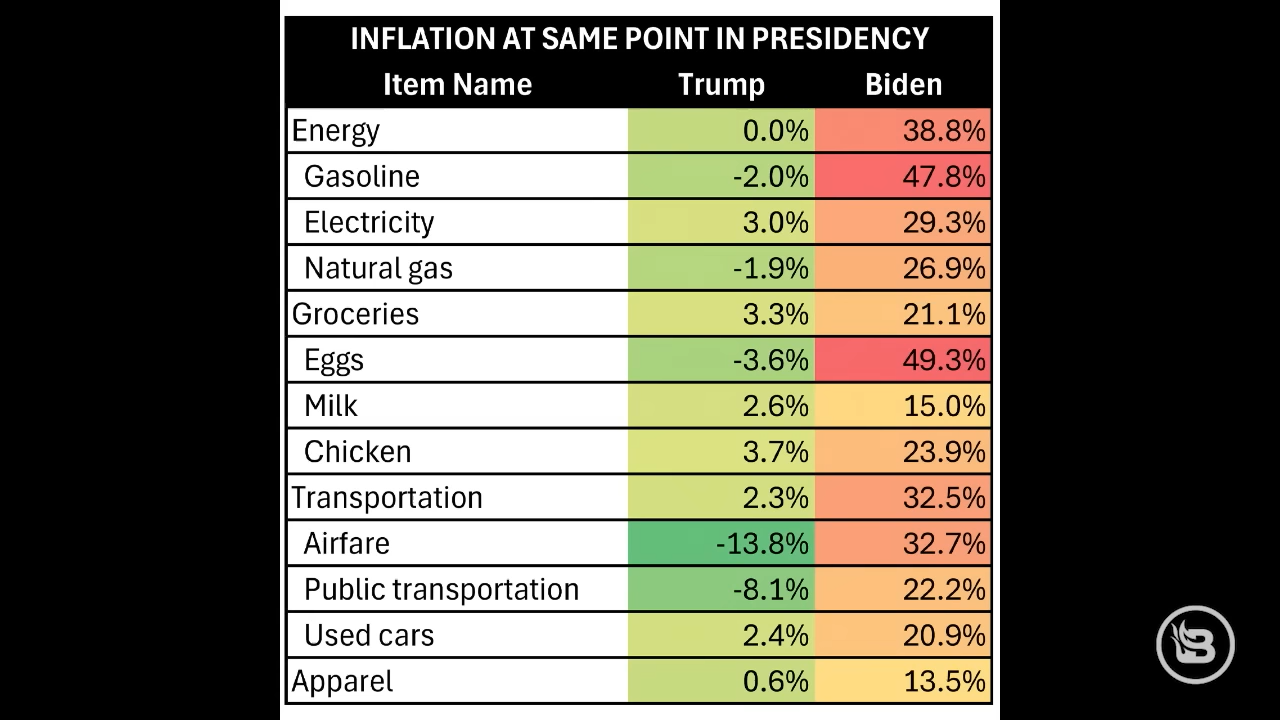 INFLATION AT SAME POINT IN PRESIDENCY
Item Name Trump Biden
Energy 0.0% 38.8%
Gasoline -2.0% 47.8%
Electricity 3.0% 29.3%
Natural gas -1.9% 26.9%
Groceries 3.3% 21.1%
Eggs -3.6% 49.3%
Milk 2.6% 15.0%
Chicken 3.7% 23.9%
Transportation 2.3% 32.5%
Airfare -13.8% 32.7%
Public transportation -8.1% 22.2%
Used cars 2.4% 20.9%
Apparel 0.6% 13.5%
B